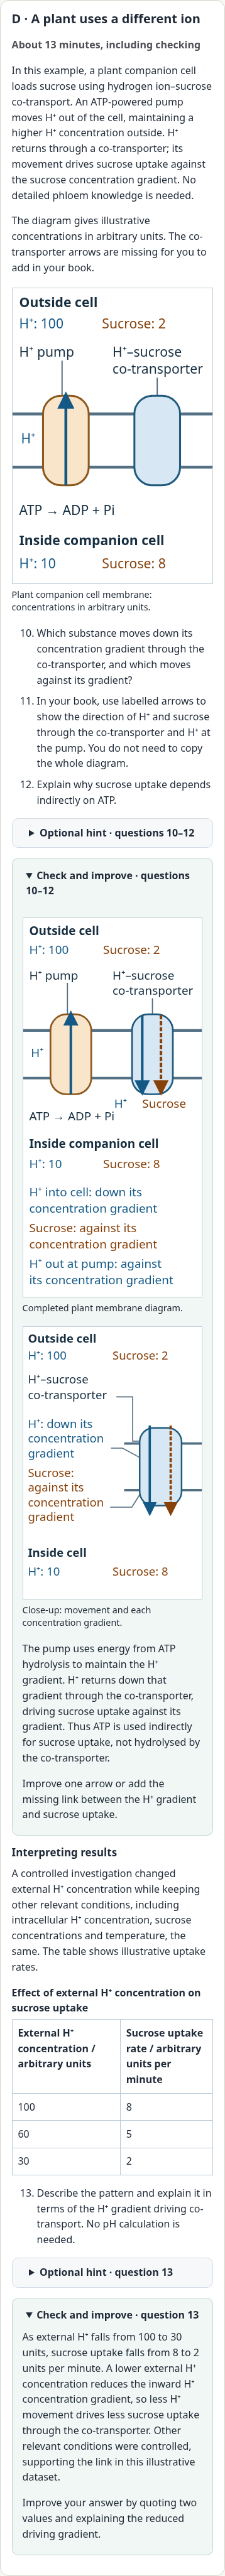 D · A plant uses a different ion
About 13 minutes, including checking
In this example, a plant companion cell
loads sucrose using hydrogen ion–sucrose
co-transport. An ATP-powered pump
moves H⁺ out of the cell, maintaining a
higher H⁺ concentration outside. H⁺
returns through a co-transporter; its
movement drives sucrose uptake against
the sucrose concentration gradient. No
detailed phloem knowledge is needed.
The diagram gives illustrative
concentrations in arbitrary units. The co-
transporter arrows are missing for you to
add in your book.
Outside cell
H⁺: 100 Sucrose: 2
H⁺ pump H⁺–sucrose
co-transporter
H⁺
ATP → ADP + Pi
Inside companion cell
H⁺: 10 Sucrose: 8
Plant companion cell membrane:
concentrations in arbitrary units.
10. Which substance moves down its
concentration gradient through the
co-transporter, and which moves
against its gradient?
11. In your book, use labelled arrows to
show the direction of H⁺ and sucrose
through the co-transporter and H⁺ at
the pump. You do not need to copy
the whole diagram.
12. Explain why sucrose uptake depends
indirectly on ATP.
▶ Optional hint · questions 10–12
▼ Check and improve · questions
10–12
Outside cell
H⁺: 100 Sucrose: 2
H⁺ pump H⁺–sucrose
co-transporter
H⁺
H⁺ Sucrose
ATP → ADP + Pi
Inside companion cell
H⁺: 10 Sucrose: 8
H⁺ into cell: down its
concentration gradient
Sucrose: against its
concentration gradient
H⁺ out at pump: against
its concentration gradient
Completed plant membrane diagram.
Outside cell
H⁺: 100 Sucrose: 2
H⁺–sucrose
co-transporter
H⁺: down its
concentration
gradient
Sucrose:
against its
concentration
gradient
Inside cell
H⁺: 10 Sucrose: 8
Close-up: movement and each
concentration gradient.
The pump uses energy from ATP
hydrolysis to maintain the H⁺
gradient. H⁺ returns down that
gradient through the co-transporter,
driving sucrose uptake against its
gradient. Thus ATP is used indirectly
for sucrose uptake, not hydrolysed by
the co-transporter.
Improve one arrow or add the
missing link between the H⁺ gradient
and sucrose uptake.
Interpreting results
A controlled investigation changed
external H⁺ concentration while keeping
other relevant conditions, including
intracellular H⁺ concentration, sucrose
concentrations and temperature, the
same. The table shows illustrative uptake
rates.
Effect of external H⁺ concentration on
sucrose uptake
External H⁺
concentration /
arbitrary units
Sucrose uptake
rate / arbitrary
units per
minute
100 8
60 5
30 2
13. Describe the pattern and explain it in
terms of the H⁺ gradient driving co-
transport. No pH calculation is
needed.
▶ Optional hint · question 13
▼ Check and improve · question 13
As external H⁺ falls from 100 to 30
units, sucrose uptake falls from 8 to 2
units per minute. A lower external H⁺
concentration reduces the inward H⁺
concentration gradient, so less H⁺
movement drives less sucrose uptake
through the co-transporter. Other
relevant conditions were controlled,
supporting the link in this illustrative
dataset.
Improve your answer by quoting two
values and explaining the reduced
driving gradient.